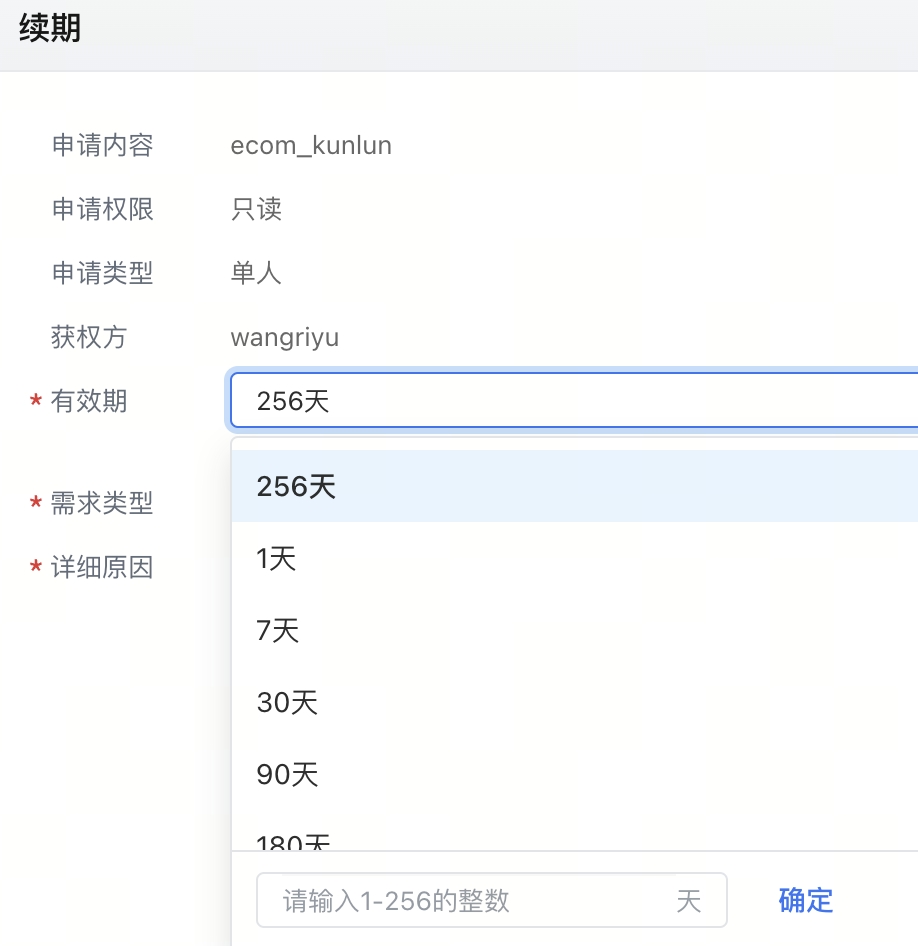 续期
申请内容 ecom_kunlun
申请权限 只读
申请类型 单人
获权方 wangriyu
* 有效期 256天
* 需求类型
* 详细原因
256天
1天
7天
30天
90天
180天
请输入1-256的整数 天 确定